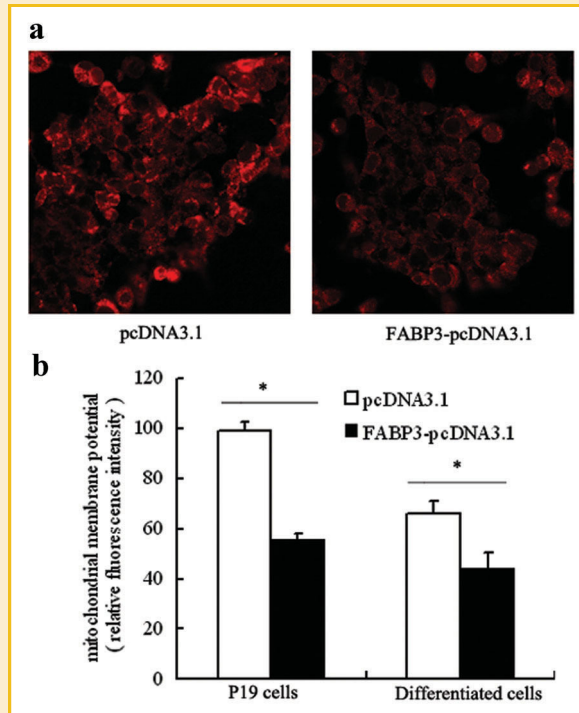 a
pcDNA3.1 FABP3-pcDNA3.1
b
mitochondrial membrane potential
( relative fluorescence intensity )
120
100
80
60
40
20
0
*
*
pcDNA3.1
FABP3-pcDNA3.1
P19 cells Differentiated cells